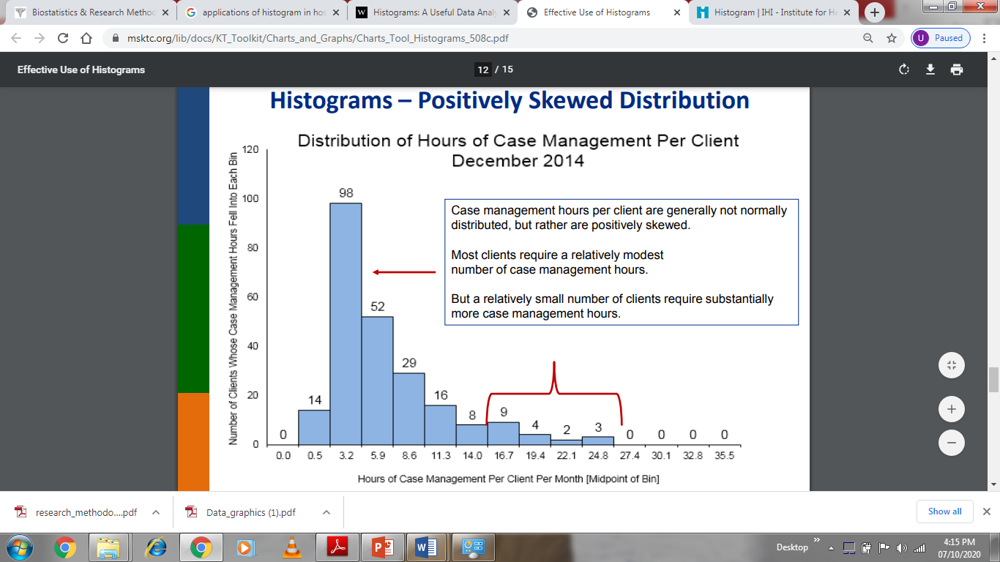 Biostatistics & Research Metho
applications of histogram in hos
Histograms: A Useful Data Anal
Effective Use of Histograms
Histogram | IHI - Institute for He
msktc.org/lib/docs/KT_Toolkit/Charts_and_Graphs/Charts_Tool_Histograms_508c.pdf
U Paused
Effective Use of Histograms
12 / 15
Histograms – Positively Skewed Distribution
Distribution of Hours of Case Management Per Client
December 2014
Number of Clients Whose Case Management Hours Fell Into Each Bin
120
100
80
60
40
20
0
0 14 98 52 29 16 8 9 4 2 3 0 0 0 0
Case management hours per client are generally not normally
distributed, but rather are positively skewed.
Most clients require a relatively modest
number of case management hours.
But a relatively small number of clients require substantially
more case management hours.
0.0 0.5 3.2 5.9 8.6 11.3 14.0 16.7 19.4 22.1 24.8 27.4 30.1 32.8 35.5
Hours of Case Management Per Client Per Month [Midpoint of Bin]
research_methodo....pdf
Data_graphics (1).pdf
Show all
Desktop
4:15 PM
07/10/2020